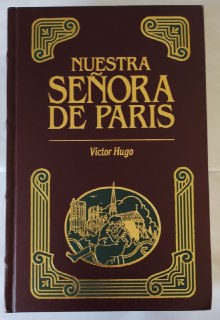 NUESTRA
SEÑORA
DE PARIS
Victor Hugo